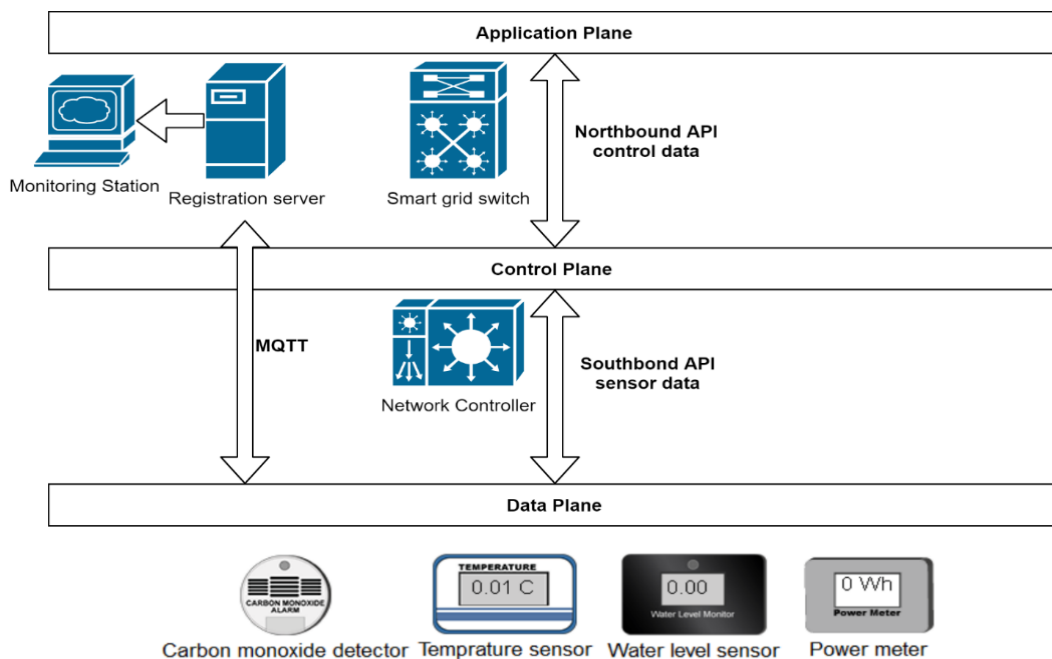 Application Plane
Northbound API
control data
Monitoring Station
Registration server
Smart grid switch
Control Plane
MQTT
Southbond API
sensor data
Network Controller
Data Plane
CARBON MONOXIDE
ALARM
TEMPERATURE
0.01 C
0.00
Water Level Monitor
0 Wh
Power Meter
Carbon monoxide detector
Temprature sensor
Water level sensor
Power meter